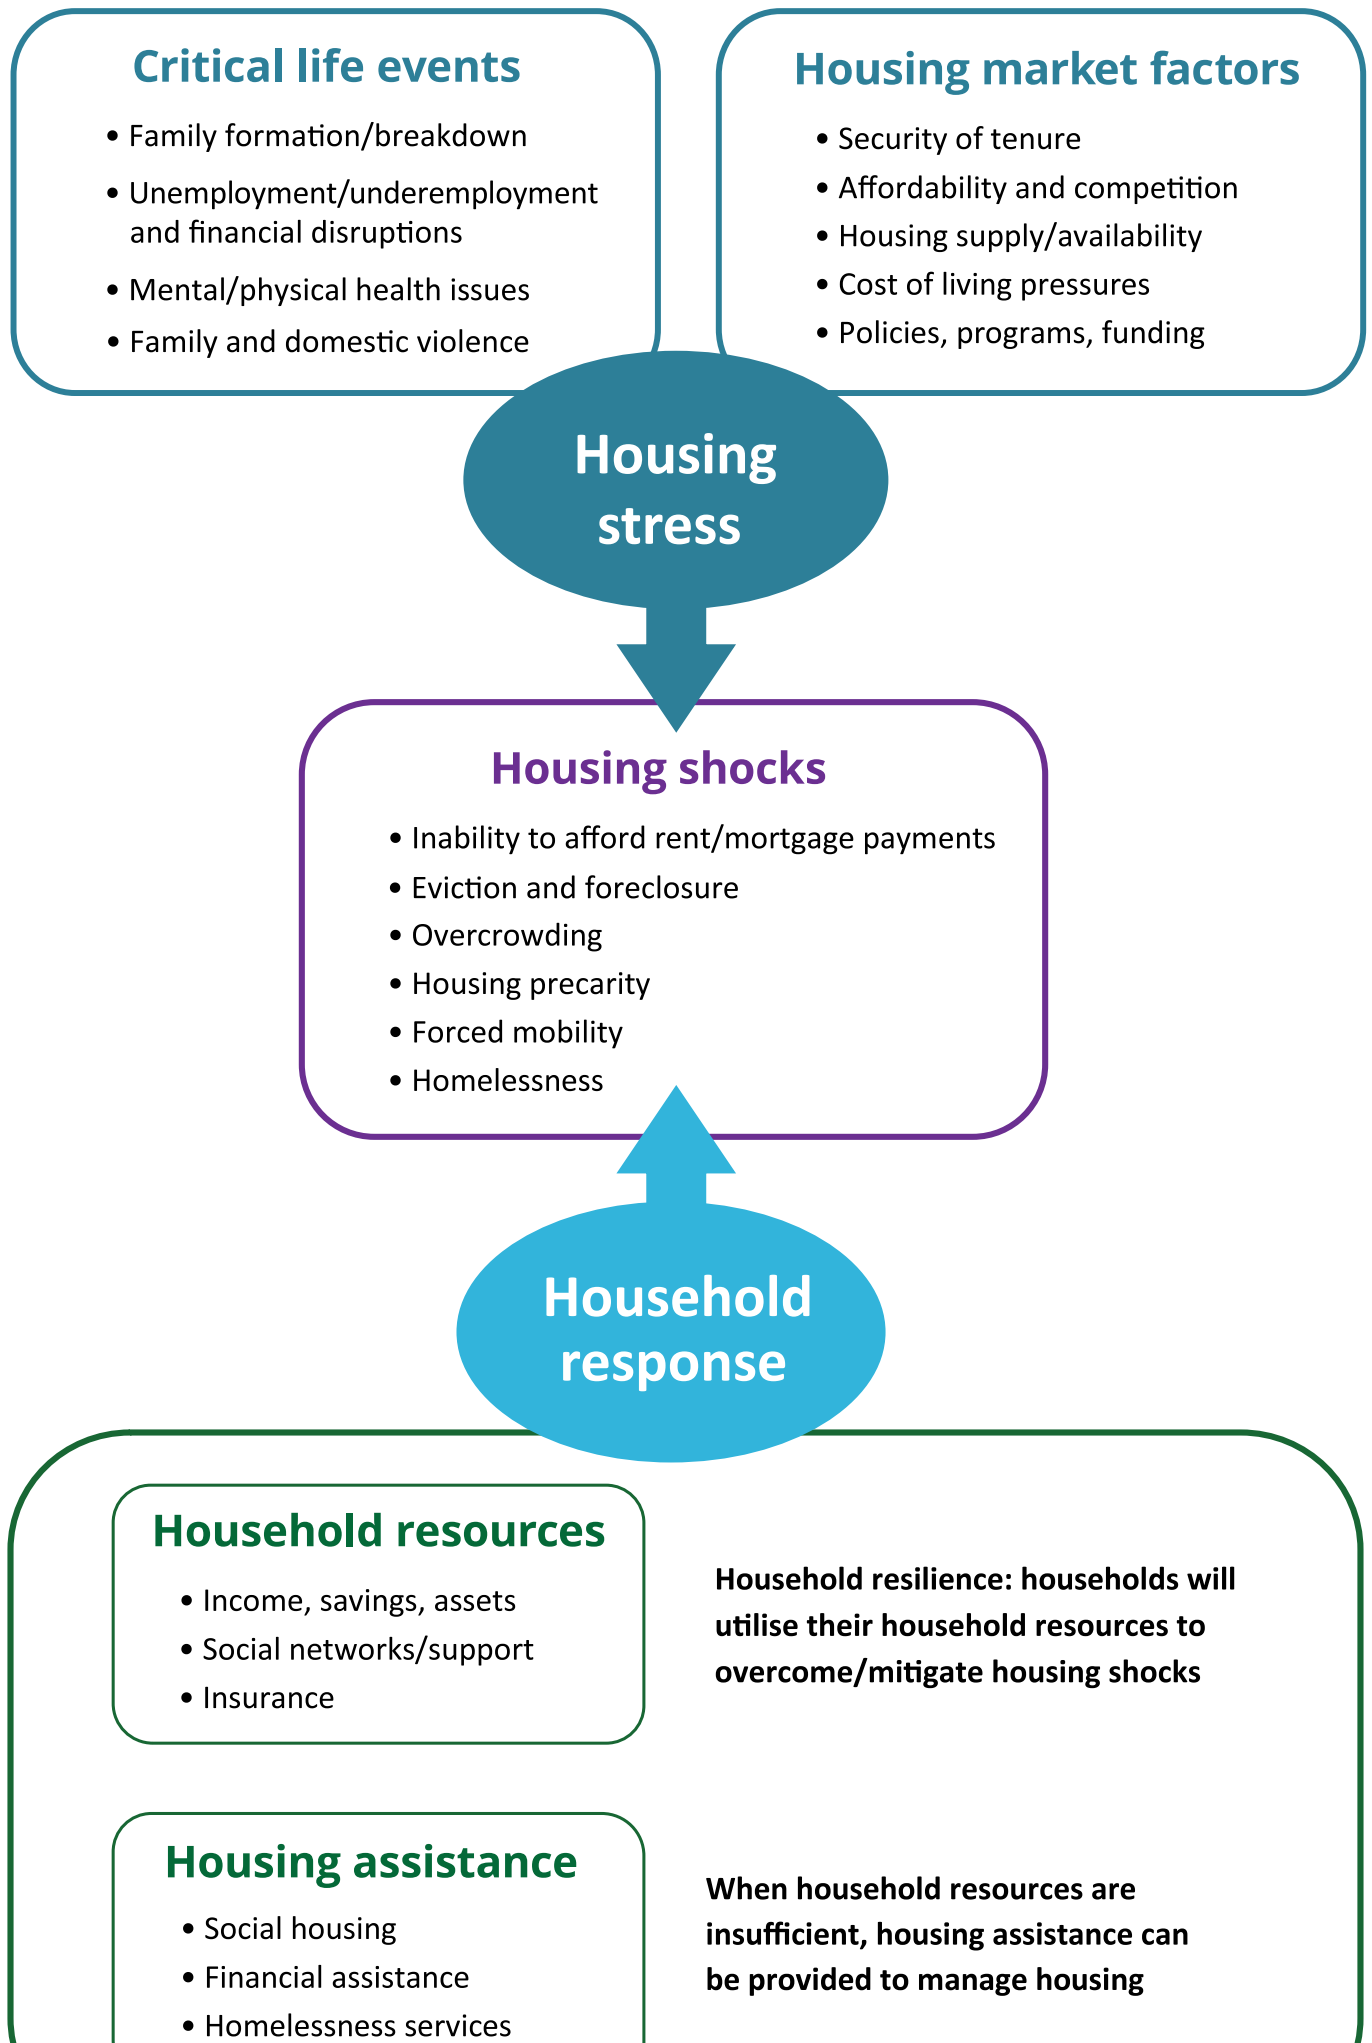 Critical life events
• Family formation/breakdown
• Unemployment/underemployment
and financial disruptions
• Mental/physical health issues
• Family and domestic violence
Housing market factors
• Security of tenure
• Affordability and competition
• Housing supply/availability
• Cost of living pressures
• Policies, programs, funding
Housing
stress
Housing shocks
• Inability to afford rent/mortgage payments
• Eviction and foreclosure
• Overcrowding
• Housing precarity
• Forced mobility
• Homelessness
Household
response
Household resources
• Income, savings, assets
• Social networks/support
• Insurance
Household resilience: households will
utilise their household resources to
overcome/mitigate housing shocks
Housing assistance
• Social housing
• Financial assistance
• Homelessness services
When household resources are
insufficient, housing assistance can
be provided to manage housing